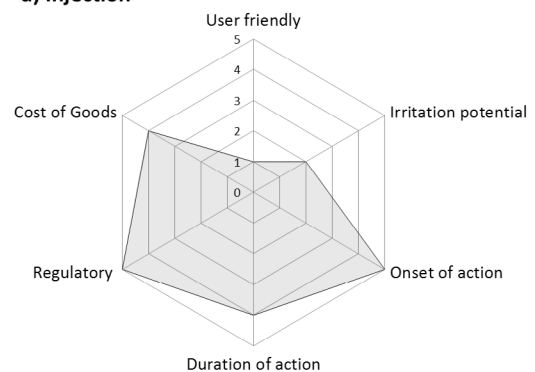 a) Injection
User friendly
5
4
3
2
1
0
Irritation potential
Onset of action
Duration of action
Regulatory
Cost of Goods